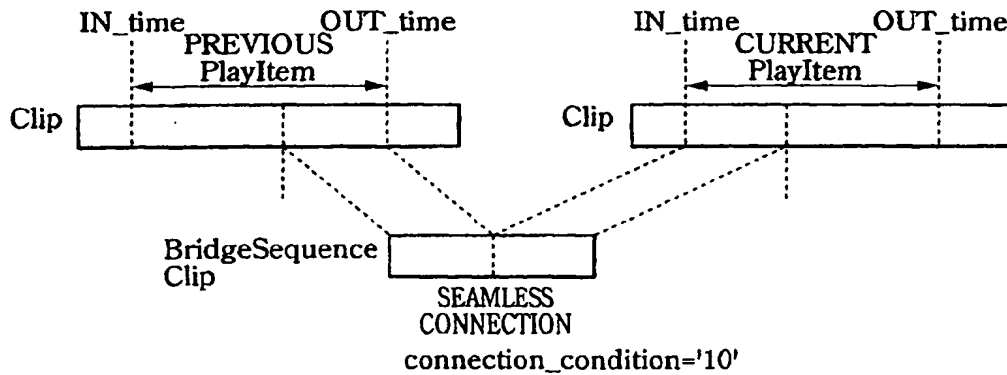 IN_time OUT_time IN_time OUT_time
PREVIOUS
PlayItem
CURRENT
PlayItem
Clip
Clip
BridgeSequence
Clip
SEAMLESS
CONNECTION
connection_condition='10'